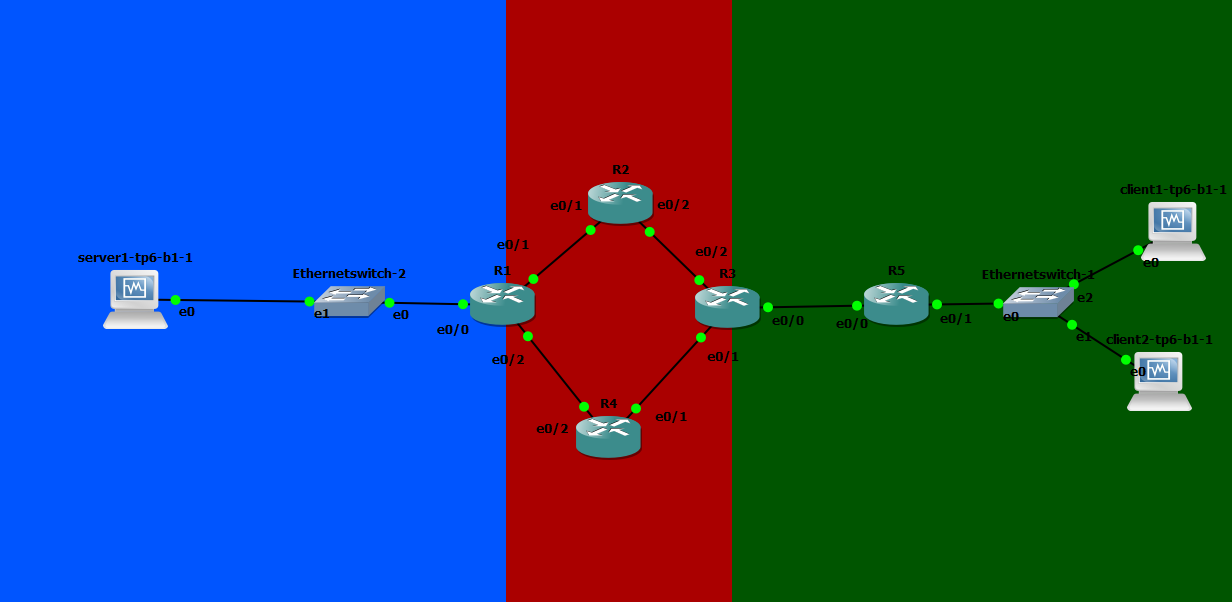 R2
e0/1
e0/2
client1-tp6-b1-1
e0/1
e0/2
server1-tp6-b1-1
Ethernetswitch-2
R1
R3
R5
Ethernetswitch-1
e0
e0
e1
e0
e0/0
e0/2
e0/0
e0/0
e0/1
e0
e2
e0/1
e1
client2-tp6-b1-1
e0
R4
e0/2
e0/1